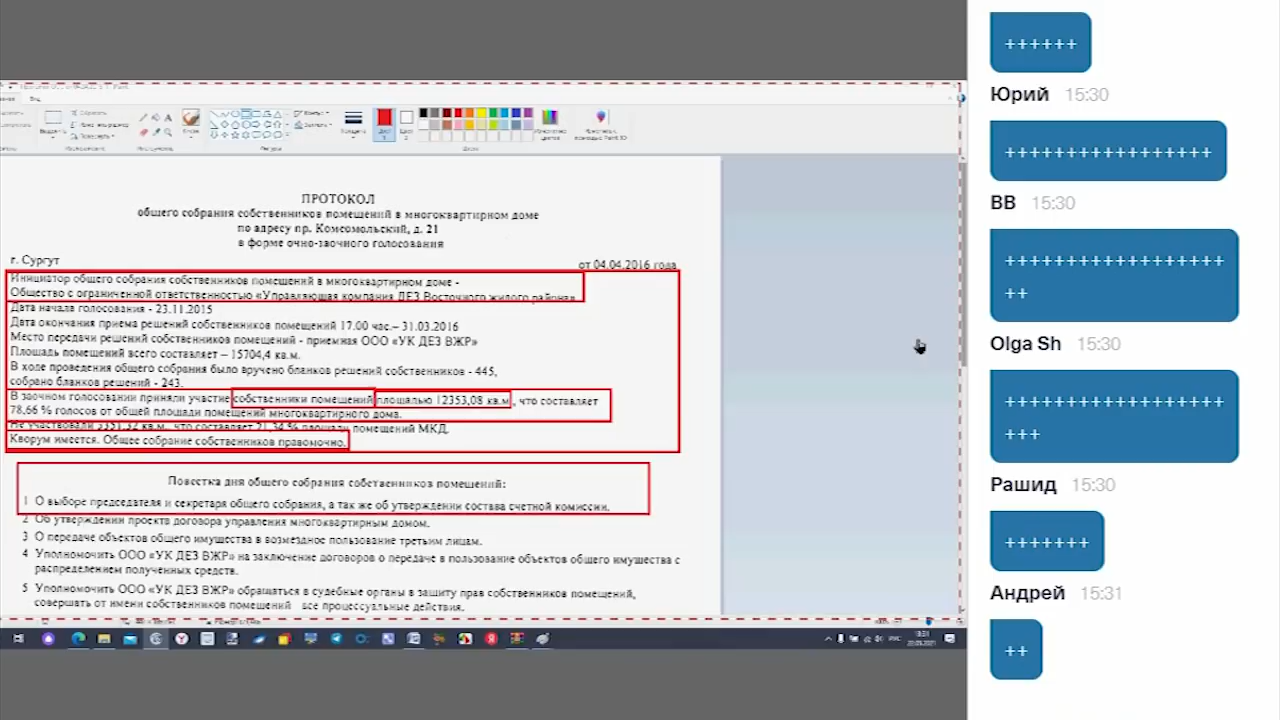 ПРОТОКОЛ
общего собрания собственников помещений в многоквартирном доме
по адресу пр. Комсомольский, д. 21
в форме очно-заочного голосования
г. Сургут
от 04.04.2016 года
Инициатор общего собрания собственников помещений в многоквартирном доме -
Общество с ограниченной ответственностью «Управляющая компания ДЕЗ Восточного жилого района»
Дата начала голосования - 23.11.2015
Дата окончания приема решений собственников помещений 17.00 час.– 31.03.2016
Место передачи решений собственников помещений - приемная ООО «УК ДЕЗ ВЖР»
Площадь помещений всего составляет – 15704,4 кв.м.
В ходе проведения общего собрания было вручено бланков решений собственников - 445,
собрано бланков решений - 243.
В заочном голосовании приняли участие собственники помещений площадью 12353,08 кв.м., что составляет
78,66 % голосов от общей площади помещений многоквартирного дома.
Не участвовали 3351,32 кв.м., что составляет 21,34 % площади помещений МКД.
Кворум имеется. Общее собрание собственников правомочно.
Повестка дня общего собрания собственников помещений:
1 О выборе председателя и секретаря общего собрания, а так же об утверждении состава счетной комиссии.
2 Об утверждении проекта договора управления многоквартирным домом.
3 О передаче объектов общего имущества в возмездное пользование третьим лицам.
4 Уполномочить ООО «УК ДЕЗ ВЖР» на заключение договоров о передаче в пользование объектов общего имущества с
распределением полученных средств.
5 Уполномочить ООО «УК ДЕЗ ВЖР» обращаться в судебные органы в защиту прав собственников помещений,
совершать от имени собственников помещений все процессуальные действия.
++++++
Юрий 15:30
+++++++++++++++++
ВВ 15:30
++++++++++++++++++
++
Olga Sh 15:30
++++++++++++++++++
+++
Рашид 15:30
+++++++
Андрей 15:31
++